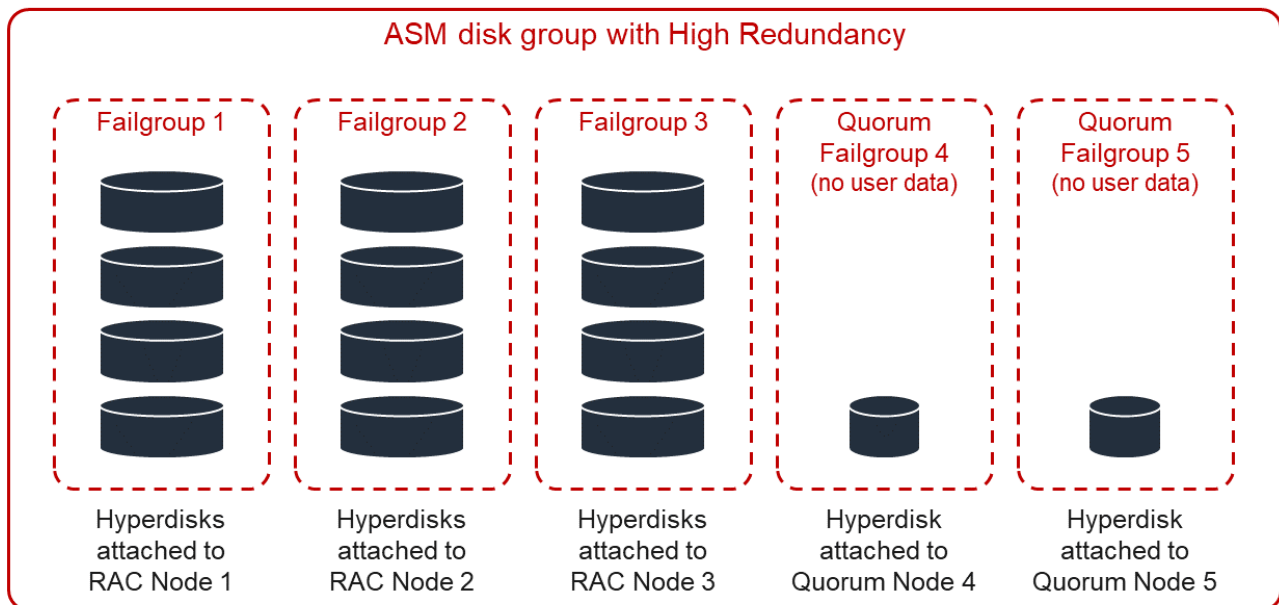 ASM disk group with High Redundancy
Failgroup 1
Failgroup 2
Failgroup 3
Quorum
Failgroup 4
(no user data)
Quorum
Failgroup 5
(no user data)
Hyperdisks
attached to
RAC Node 1
Hyperdisks
attached to
RAC Node 2
Hyperdisks
attached to
RAC Node 3
Hyperdisk
attached to
Quorum Node 4
Hyperdisk
attached to
Quorum Node 5